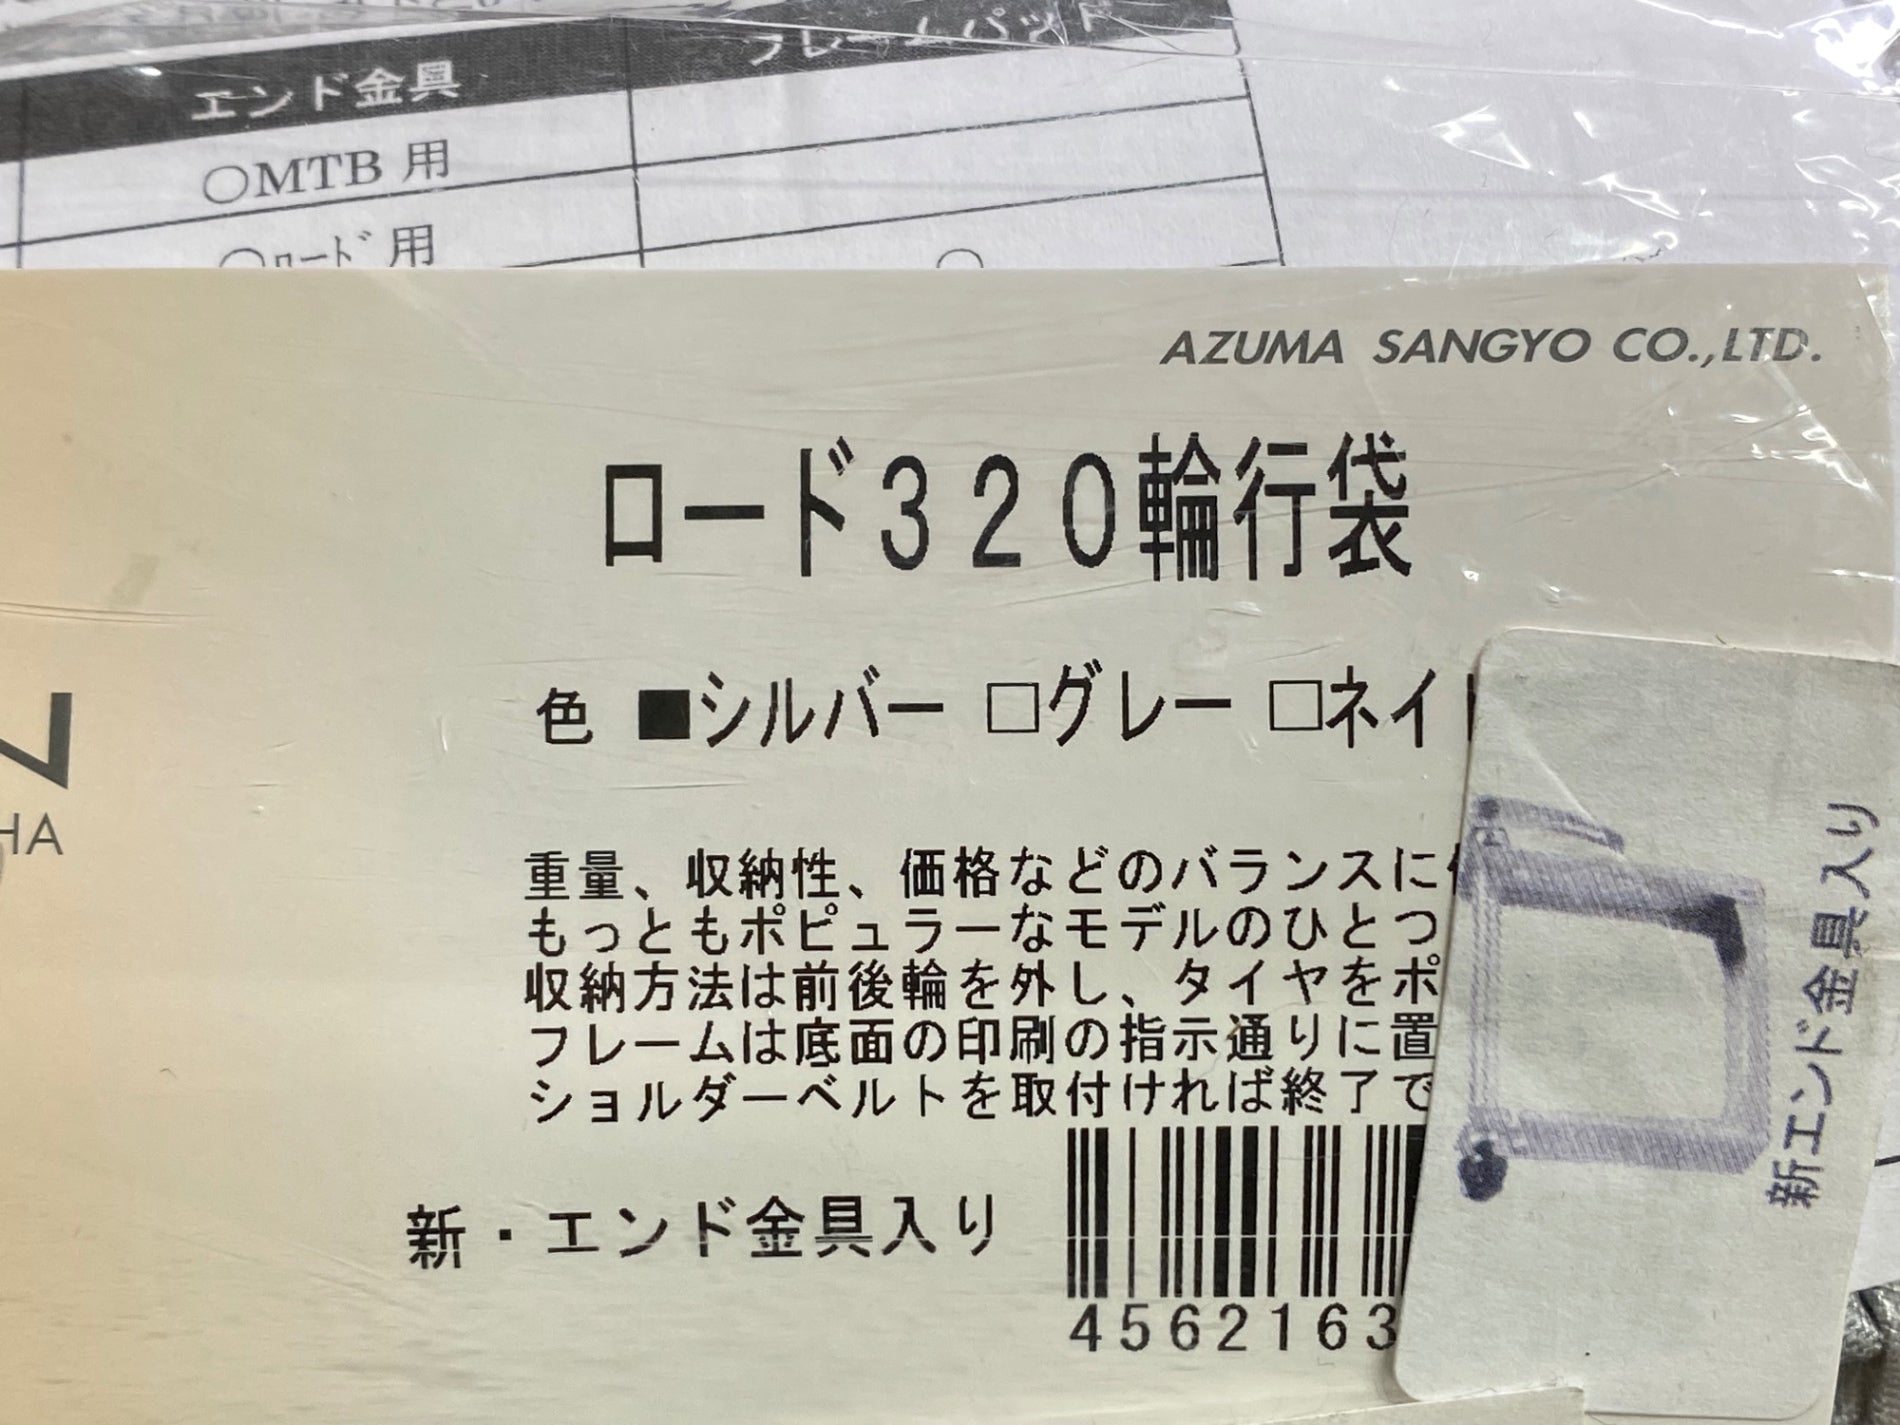 エンド金具
フレームパッド
○MTB 用
○ロード 用
○
AZUMA SANGYO CO.,LTD.
ロード320輪行袋
色 ■シルバー □グレー □ネイ
HA
重量、収納性、価格などのバランスに
もっともポピュラーなモデルのひとつ
収納方法は前後輪を外し、タイヤをポ
フレームは底面の印刷の指示通りに置
ショルダーベルトを取付ければ終了で
新・エンド金具入り
4562163
新エンド金具入り